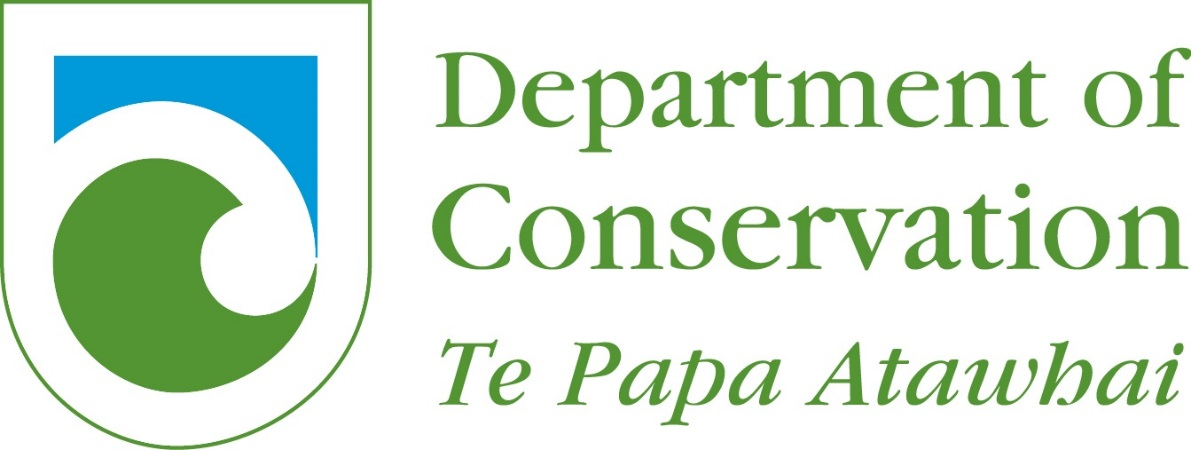 Department of
Conservation
Te Papa Atawhai